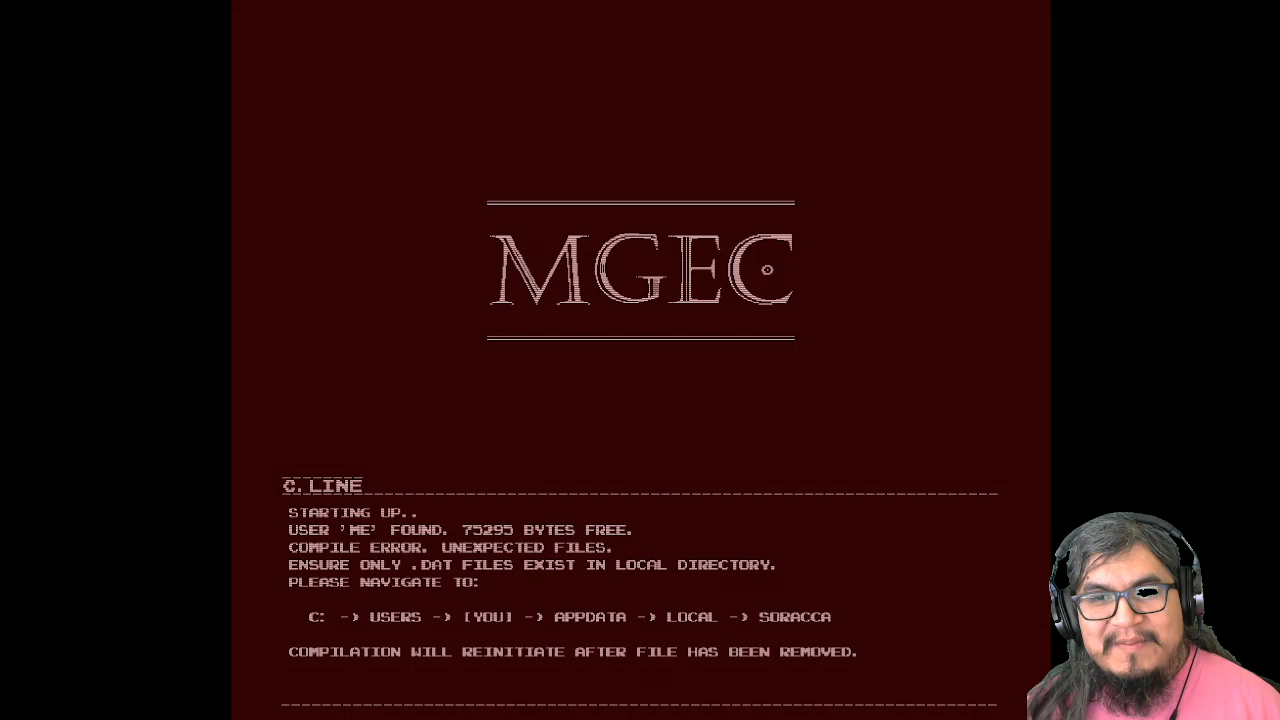 MGEC
C.LINE
STARTING UP..
USER 'ME' FOUND. 75295 BYTES FREE.
COMPILE ERROR. UNEXPECTED FILES.
ENSURE ONLY .DAT FILES EXIST IN LOCAL DIRECTORY.
PLEASE NAVIGATE TO:
C: -> USERS -> [YOU] -> APPDATA -> LOCAL -> SORACCA
COMPILATION WILL REINITIATE AFTER FILE HAS BEEN REMOVED.